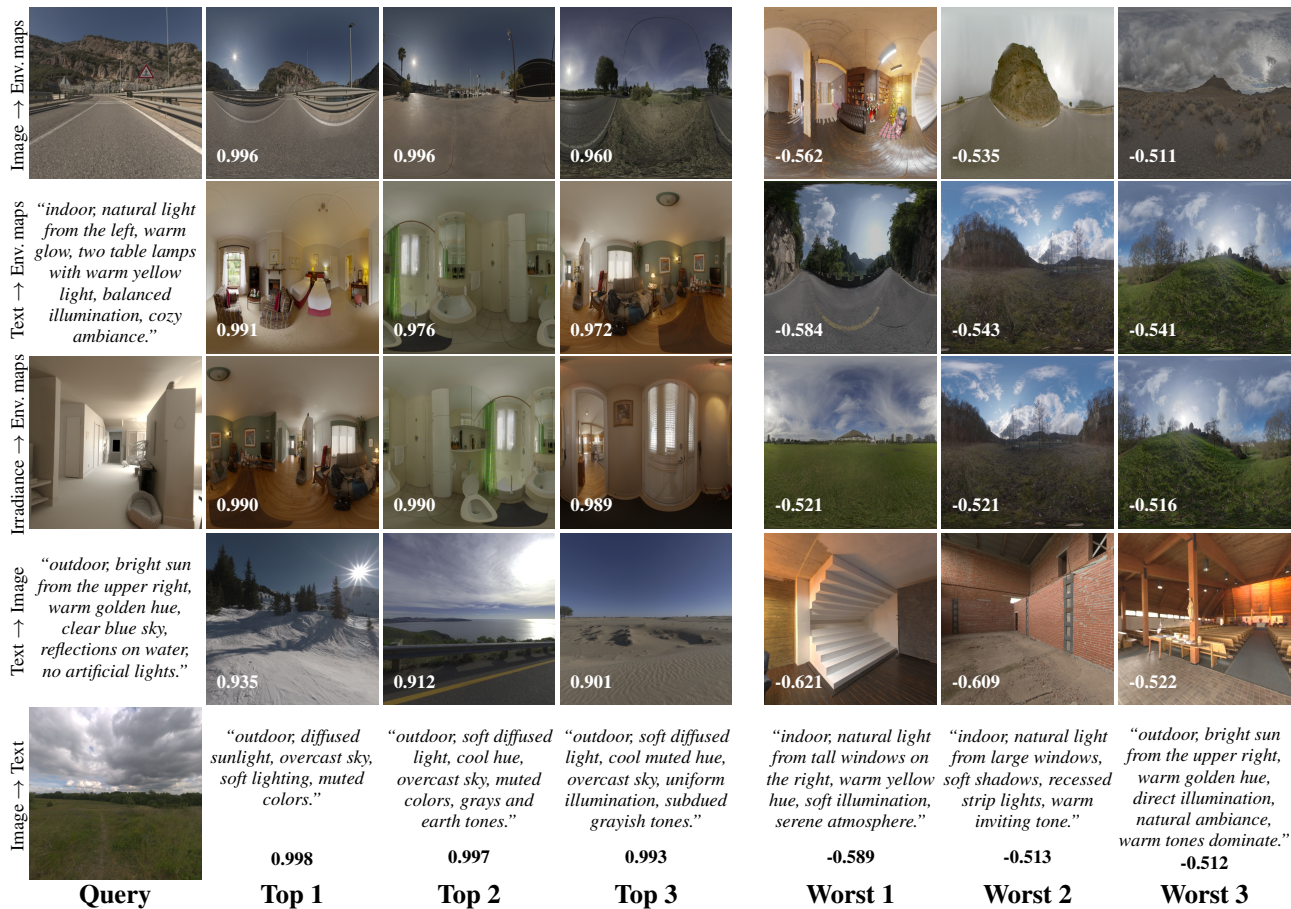 Image → Env. maps
0.996
0.996
0.960
-0.562
-0.535
-0.511
Text → Env. maps
“indoor, natural light
from the left, warm
glow, two table lamps
with warm yellow
light, balanced
illumination, cozy
ambiance.”
0.991
0.976
0.972
-0.584
-0.543
-0.541
Irradiance → Env. maps
0.990
0.990
0.989
-0.521
-0.521
-0.516
Text → Image
“outdoor, bright sun
from the upper right,
warm golden hue,
clear blue sky,
reflections on water,
no artificial lights.”
0.935
0.912
0.901
-0.621
-0.609
-0.522
Image → Text
“outdoor, diffused
sunlight, overcast sky,
soft lighting, muted
colors.”
0.998
“outdoor, soft diffused
light, cool hue,
overcast sky, muted
colors, grays and
earth tones.”
0.997
“outdoor, soft diffused
light, cool muted hue,
overcast sky, uniform
illumination, subdued
grayish tones.”
0.993
“indoor, natural light
from tall windows on
the right, warm yellow
hue, soft illumination,
serene atmosphere.”
-0.589
“indoor, natural light
from large windows,
soft shadows, recessed
strip lights, warm
inviting tone.”
-0.513
“outdoor, bright sun
from the upper right,
warm golden hue,
direct illumination,
natural ambiance,
warm tones dominate.”
-0.512
Query
Top 1
Top 2
Top 3
Worst 1
Worst 2
Worst 3